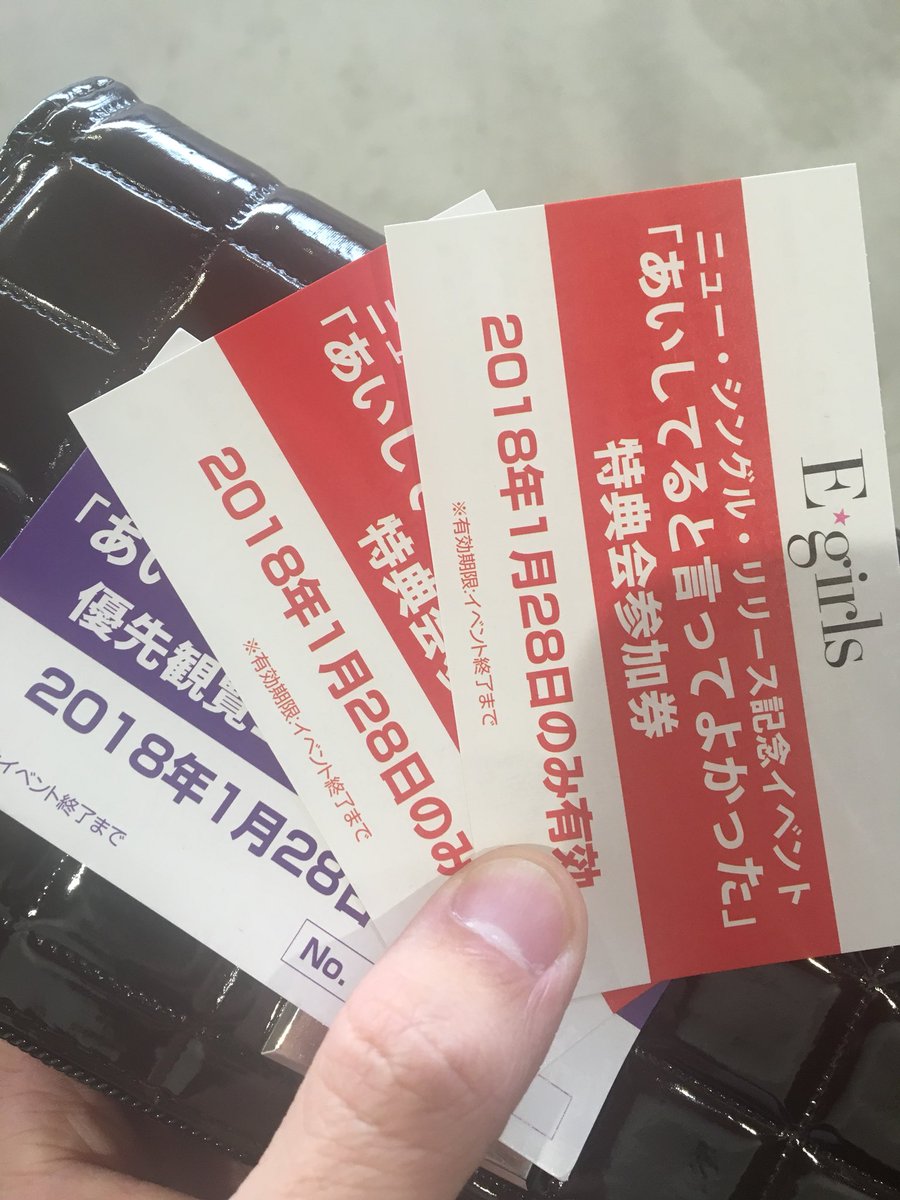 E★girls
ニュー・シングル・リリース記念イベント
「あいしてると言ってよかった」
特典会参加券
2018年1月28日のみ有効
※有効期限:イベント終了まで
ニュ
「あいし
特典会
2018年1月28日のみ
※有効期限:イベント終了まで
「あい
優先観覧
2018年1月28日
イベント終了まで
No.